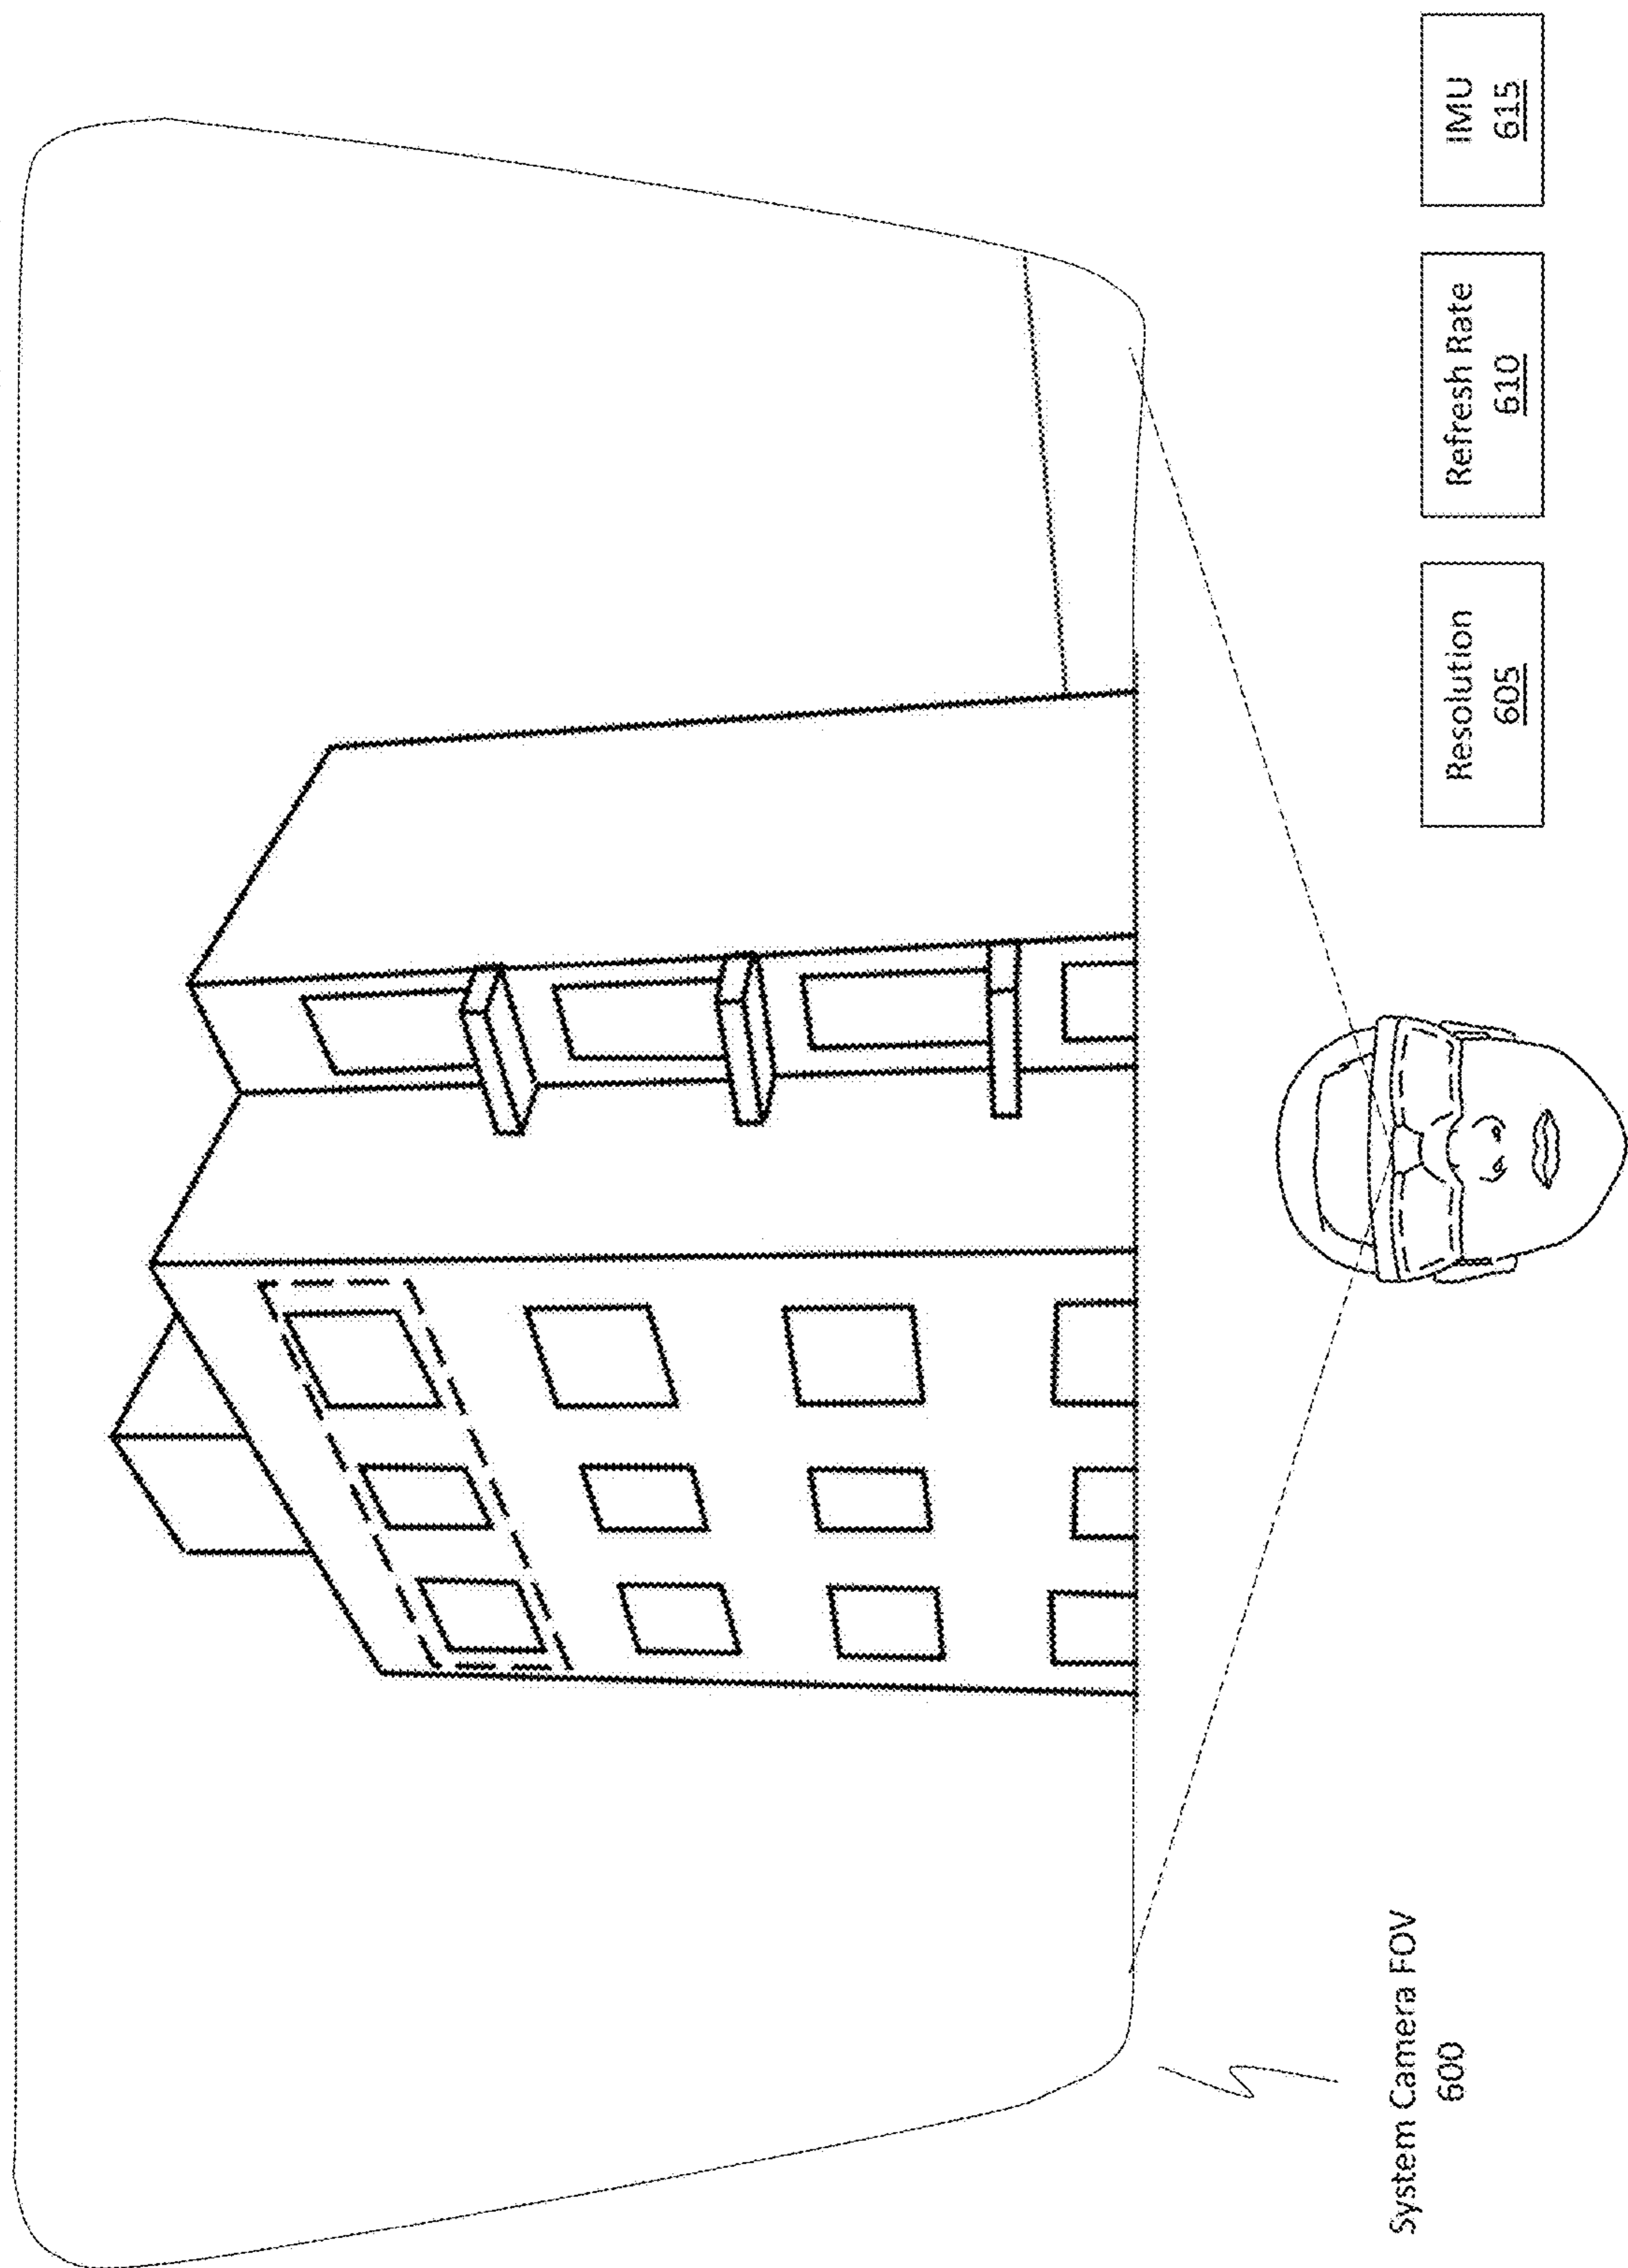 System Camera FOV
600
Resolution
605
Refresh Rate
610
IMU
615